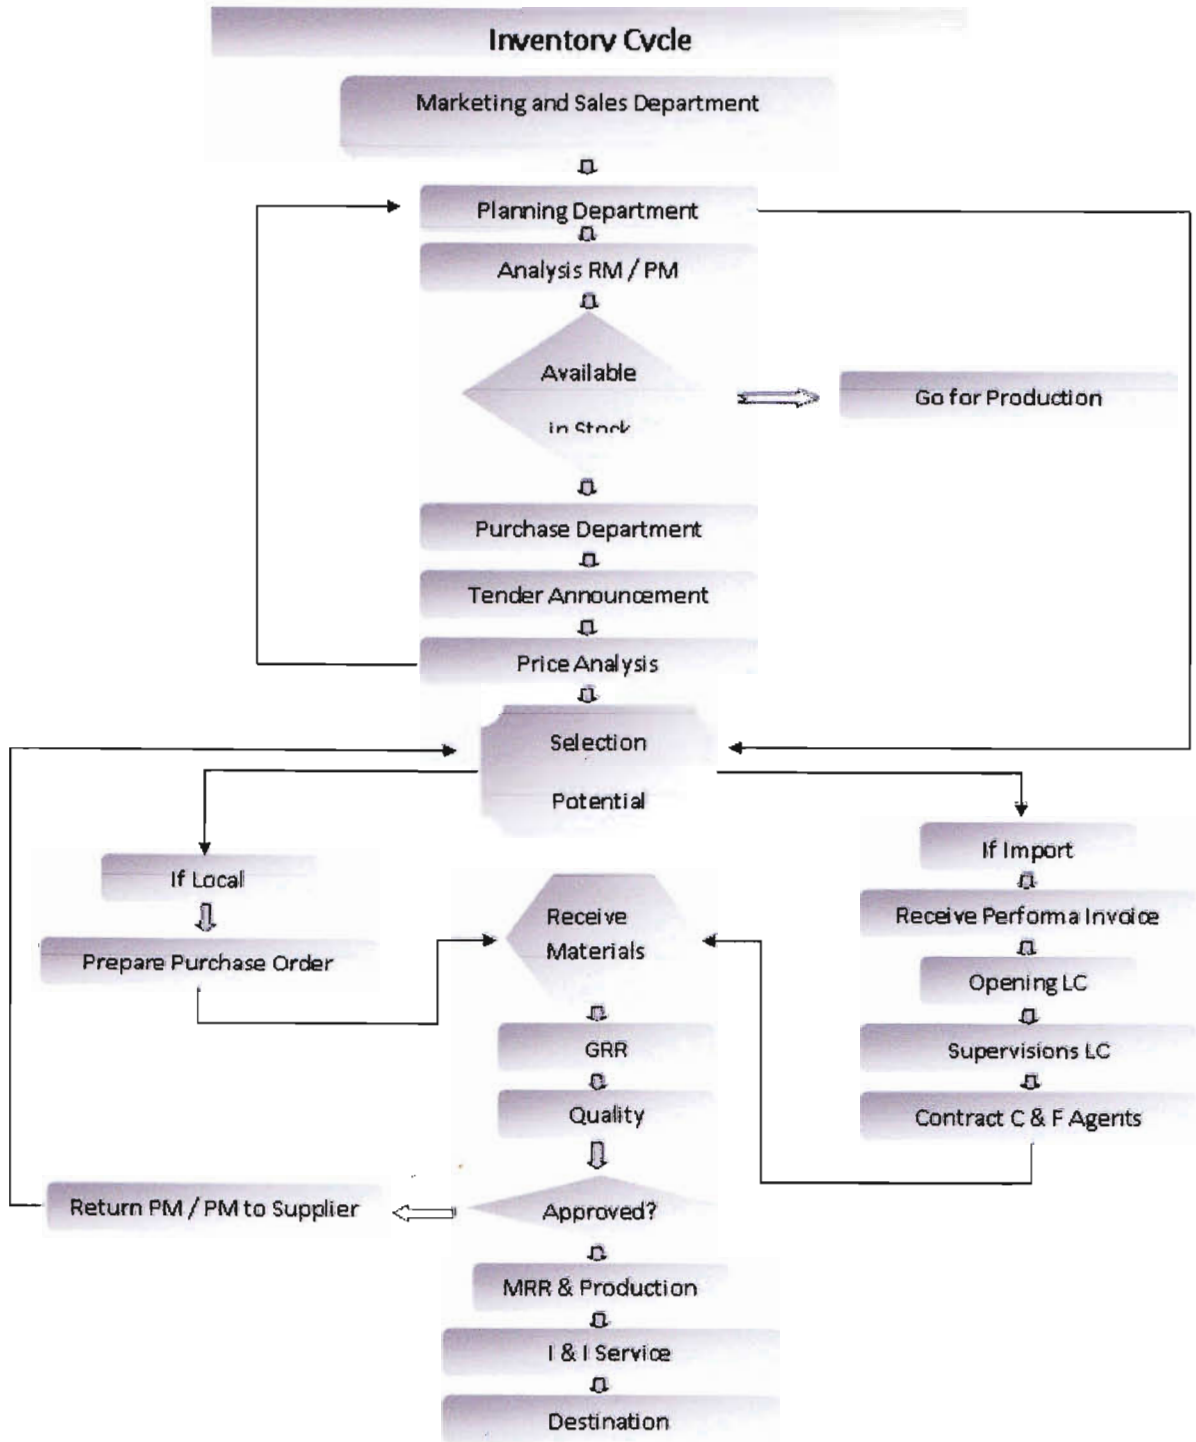 Inventory Cycle
Marketing and Sales Department
Planning Department
Analysis RM / PM
Available
in Stock
Go for Production
Purchase Department
Tender Announcement
Price Analysis
Selection
Potential
If Local
Prepare Purchase Order
If Import
Receive Performa Invoice
Opening LC
Supervisions LC
Contract C & F Agents
Receive
Materials
GRR
Quality
Approved?
Return PM / PM to Supplier
MRR & Production
I & I Service
Destination